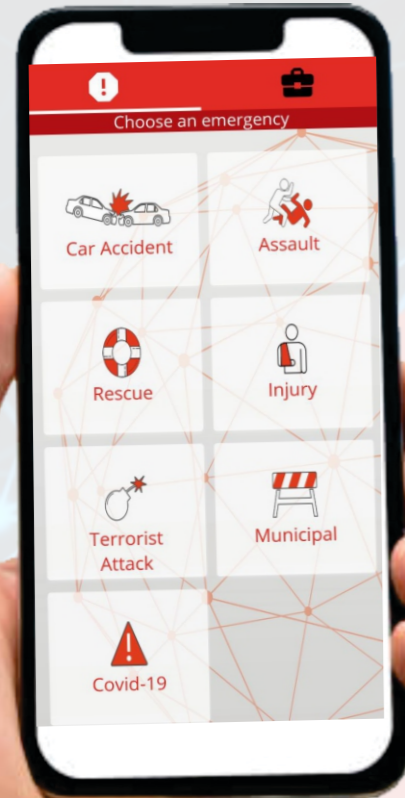 Choose an emergency
Car Accident
Assault
Rescue
Injury
Terrorist
Attack
Municipal
Covid-19